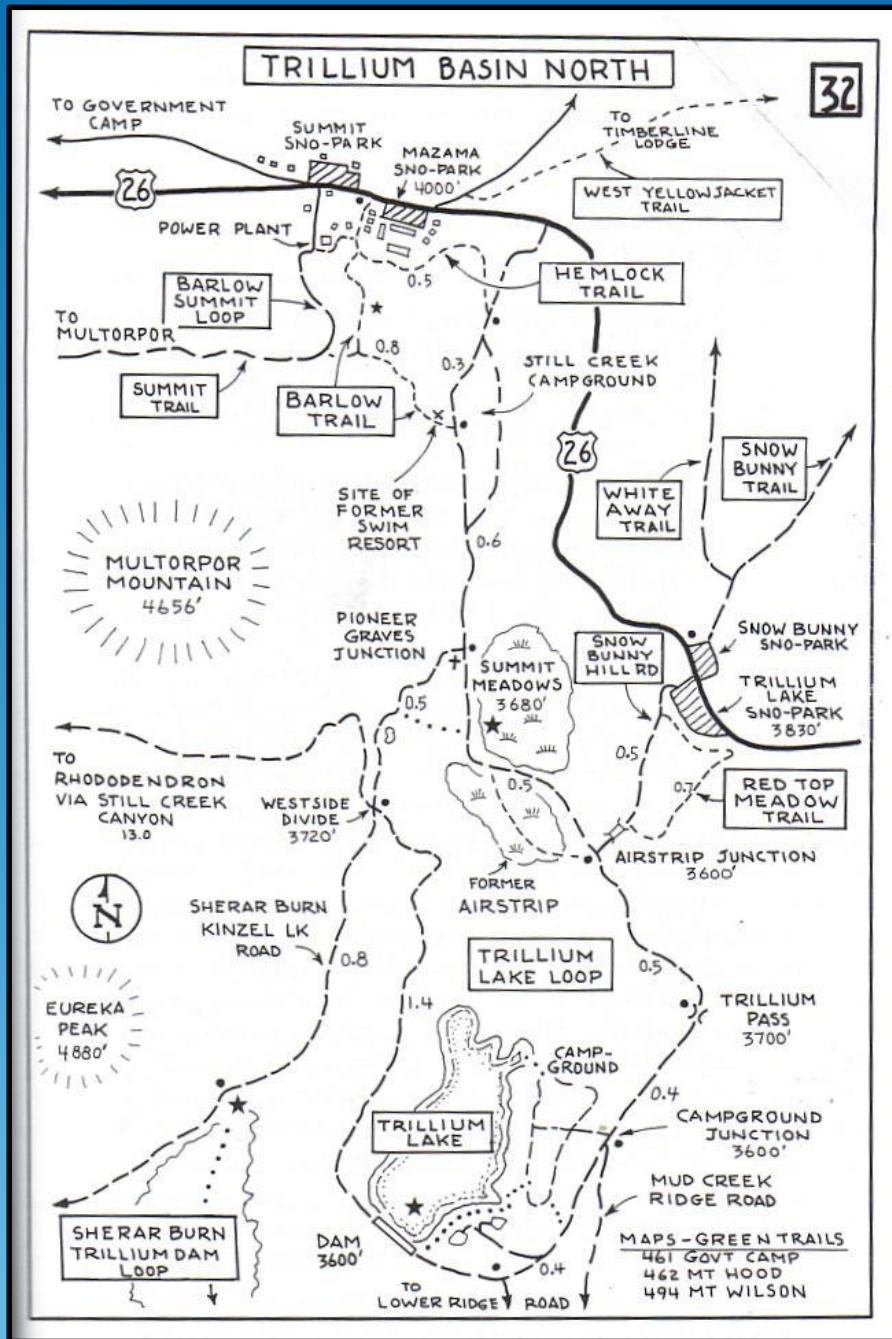 TRILLIUM BASIN NORTH
32
TO GOVERNMENT
CAMP
SUMMIT
SNO-PARK
MAZAMA
SNO-PARK
4000'
TO
TIMBERLINE
LODGE
WEST YELLOWJACKET
TRAIL
26
POWER PLANT
BARLOW
SUMMIT
LOOP
HEMLOCK
TRAIL
0.5
TO
MULTORPOR
0.8
0.3
STILL CREEK
CAMPGROUND
SUMMIT
TRAIL
BARLOW
TRAIL
26
SNOW
BUNNY
TRAIL
WHITE
AWAY
TRAIL
SITE OF
FORMER
SWIM
RESORT
0.6
MULTORPOR
MOUNTAIN
4656'
PIONEER
GRAVES
JUNCTION
SUMMIT
MEADOWS
3680'
SNOW
BUNNY
HILL RD
SNOW BUNNY
SNO-PARK
TRILLIUM
LAKE
SNO-PARK
3830'
0.5
0.5
0.5
0.7
RED TOP
MEADOW
TRAIL
TO
RHODODENDRON
VIA STILL CREEK
CANYON
13.0
WESTSIDE
DIVIDE
3720'
AIRSTRIP JUNCTION
3600'
FORMER
AIRSTRIP
N
SHERAR BURN
KINZEL LK
ROAD
0.8
TRILLIUM
LAKE LOOP
0.5
EUREKA
PEAK
4880'
1.4
TRILLIUM
PASS
3700'
CAMP-
GROUND
0.4
TRILLIUM
LAKE
CAMPGROUND
JUNCTION
3600'
MUD CREEK
RIDGE ROAD
SHERAR BURN
TRILLIUM DAM
LOOP
DAM
3600'
0.4
TO
LOWER RIDGE ROAD
MAPS-GREEN TRAILS
461 GOVT CAMP
462 MT HOOD
494 MT WILSON